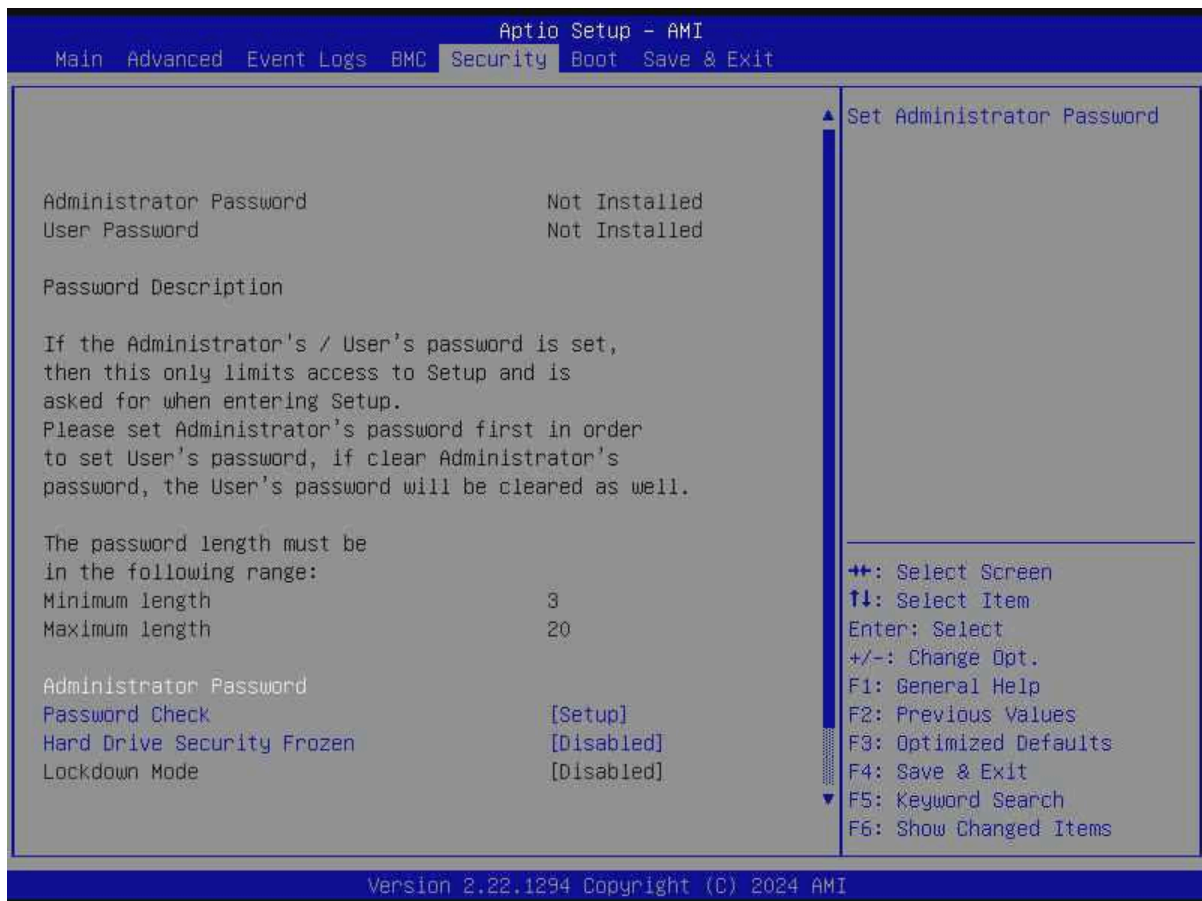 Aptio Setup – AMI
Main Advanced Event Logs BMC Security Boot Save & Exit
Set Administrator Password
Administrator Password Not Installed
User Password Not Installed
Password Description
If the Administrator's / User's password is set,
then this only limits access to Setup and is
asked for when entering Setup.
Please set Administrator's password first in order
to set User's password, if clear Administrator's
password, the User's password will be cleared as well.
The password length must be
in the following range:
Minimum length 3
Maximum length 20
Administrator Password
Password Check [Setup]
Hard Drive Security Frozen [Disabled]
Lockdown Mode [Disabled]
→←: Select Screen
↑↓: Select Item
Enter: Select
+/-: Change Opt.
F1: General Help
F2: Previous Values
F3: Optimized Defaults
F4: Save & Exit
F5: Keyword Search
F6: Show Changed Items
Version 2.22.1294 Copyright (C) 2024 AMI